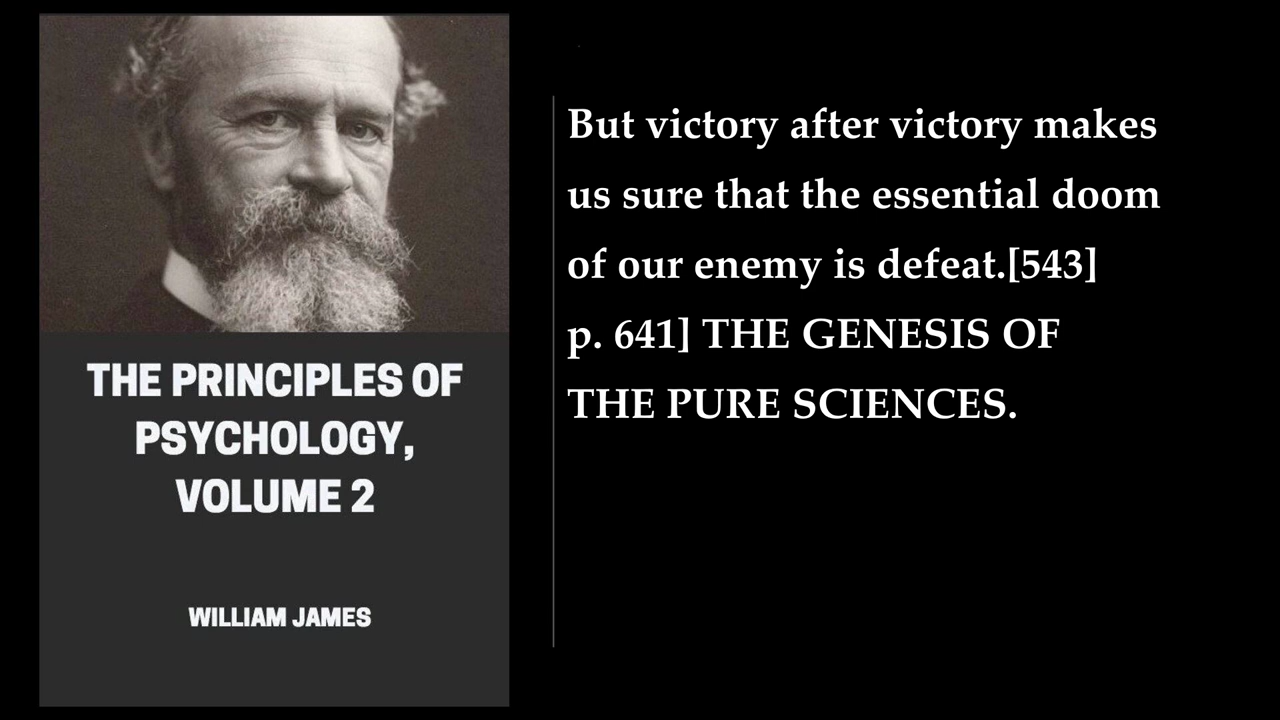 THE PRINCIPLES OF
PSYCHOLOGY,
VOLUME 2
WILLIAM JAMES
But victory after victory makes
us sure that the essential doom
of our enemy is defeat.[543]
p. 641] THE GENESIS OF
THE PURE SCIENCES.